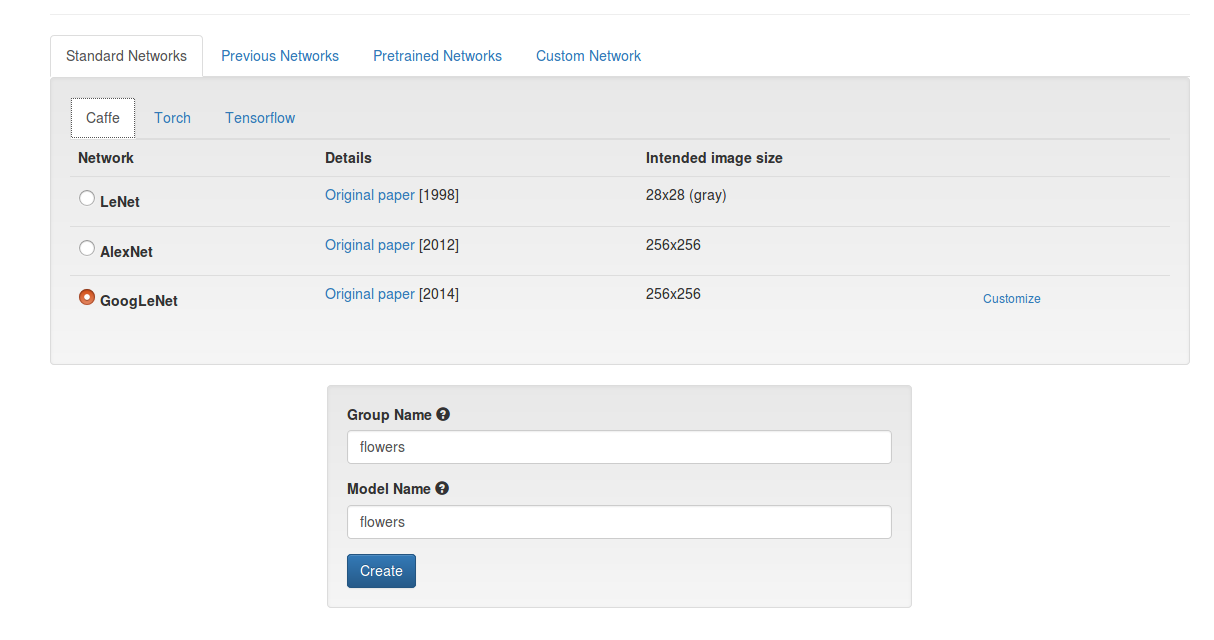 Standard Networks Previous Networks Pretrained Networks Custom Network
Caffe Torch Tensorflow
Network Details Intended image size
LeNet Original paper [1998] 28x28 (gray)
AlexNet Original paper [2012] 256x256
GoogLeNet Original paper [2014] 256x256 Customize
Group Name
flowers
Model Name
flowers
Create